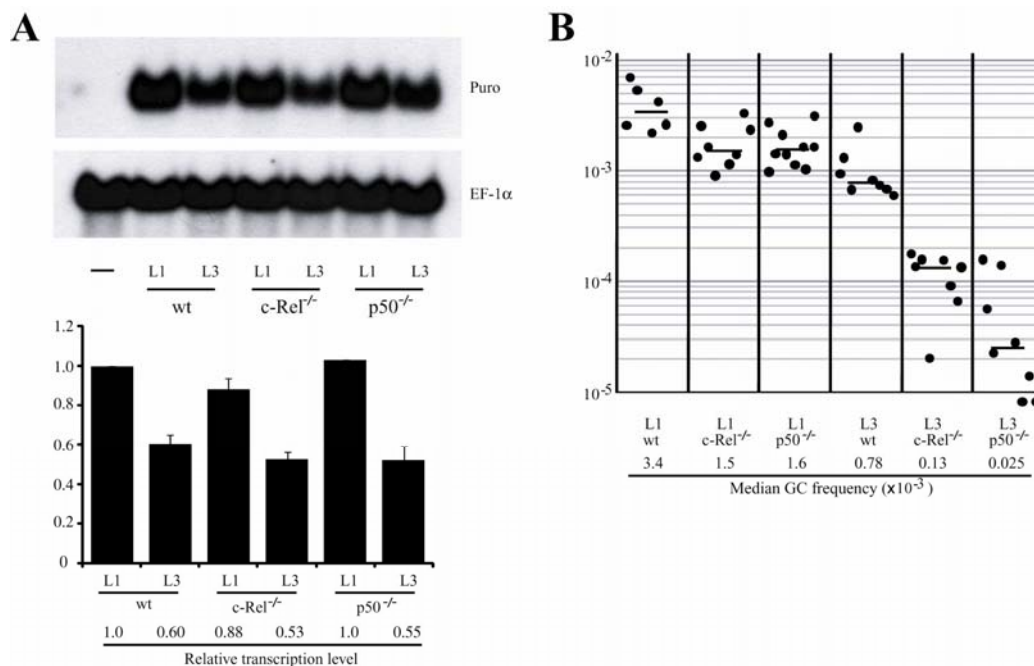 A
Puro
EF-1α
— L1 L3 L1 L3 L1 L3
wt c-Rel-/- p50-/-
1.2
1.0
0.8
0.6
0.4
0.2
0
L1 L3 L1 L3 L1 L3
wt c-Rel-/- p50-/-
1.0 0.60 0.88 0.53 1.0 0.55
Relative transcription level
B
10-2
10-3
10-4
10-5
L1 L1 L1 L3 L3 L3
wt c-Rel-/- p50-/- wt c-Rel-/- p50-/-
3.4 1.5 1.6 0.78 0.13 0.025
Median GC frequency (x10-3)